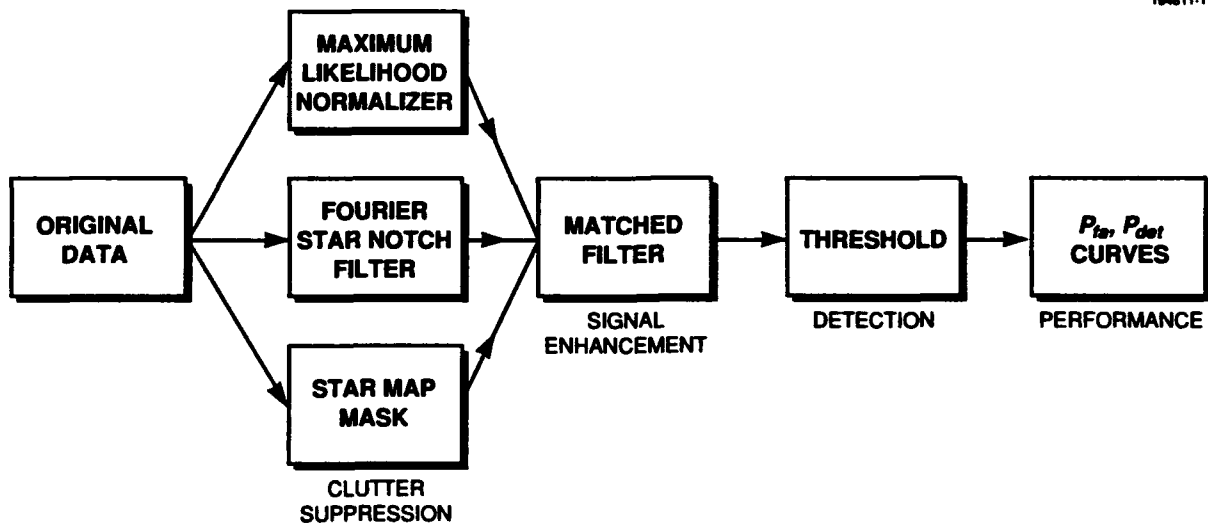 MAXIMUM
LIKELIHOOD
NORMALIZER
ORIGINAL
DATA
FOURIER
STAR NOTCH
FILTER
MATCHED
FILTER
THRESHOLD
P_fa, P_det
CURVES
SIGNAL
ENHANCEMENT
DETECTION
PERFORMANCE
STAR MAP
MASK
CLUTTER
SUPPRESSION